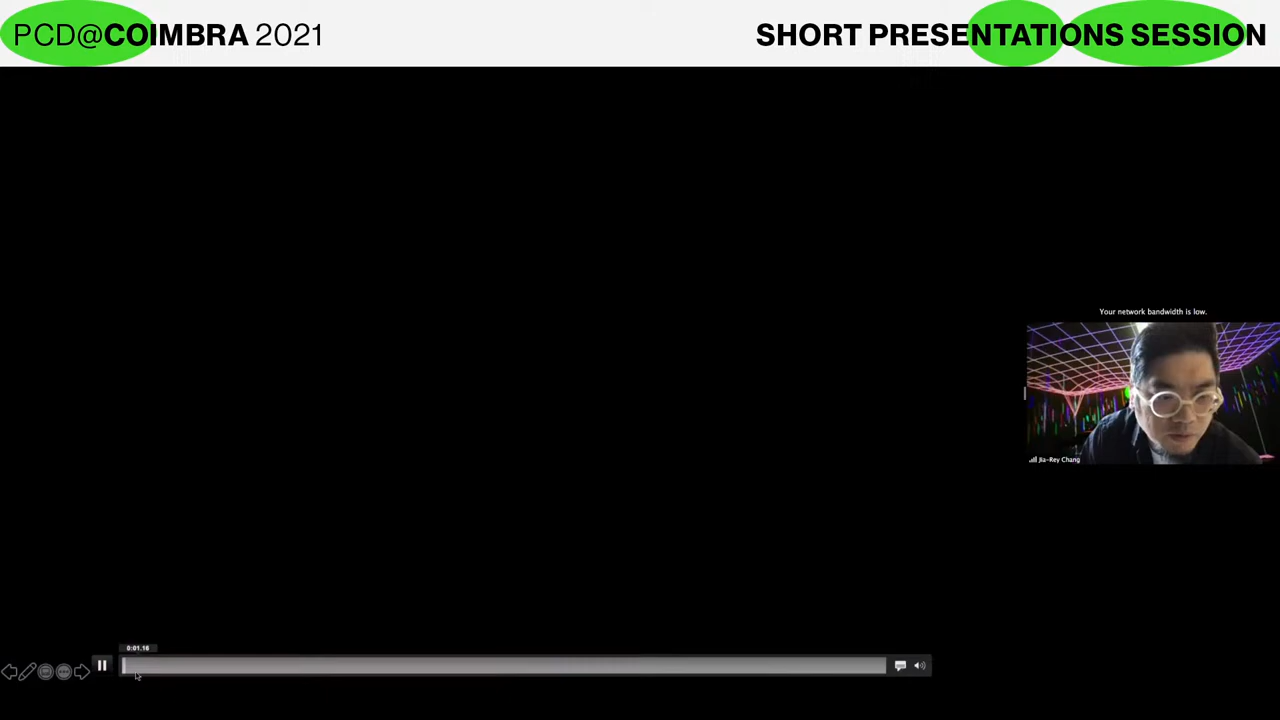 PCD@COIMBRA 2021
SHORT PRESENTATIONS SESSION
Your network bandwidth is low.
Jia-Rey Chang
0:01.16